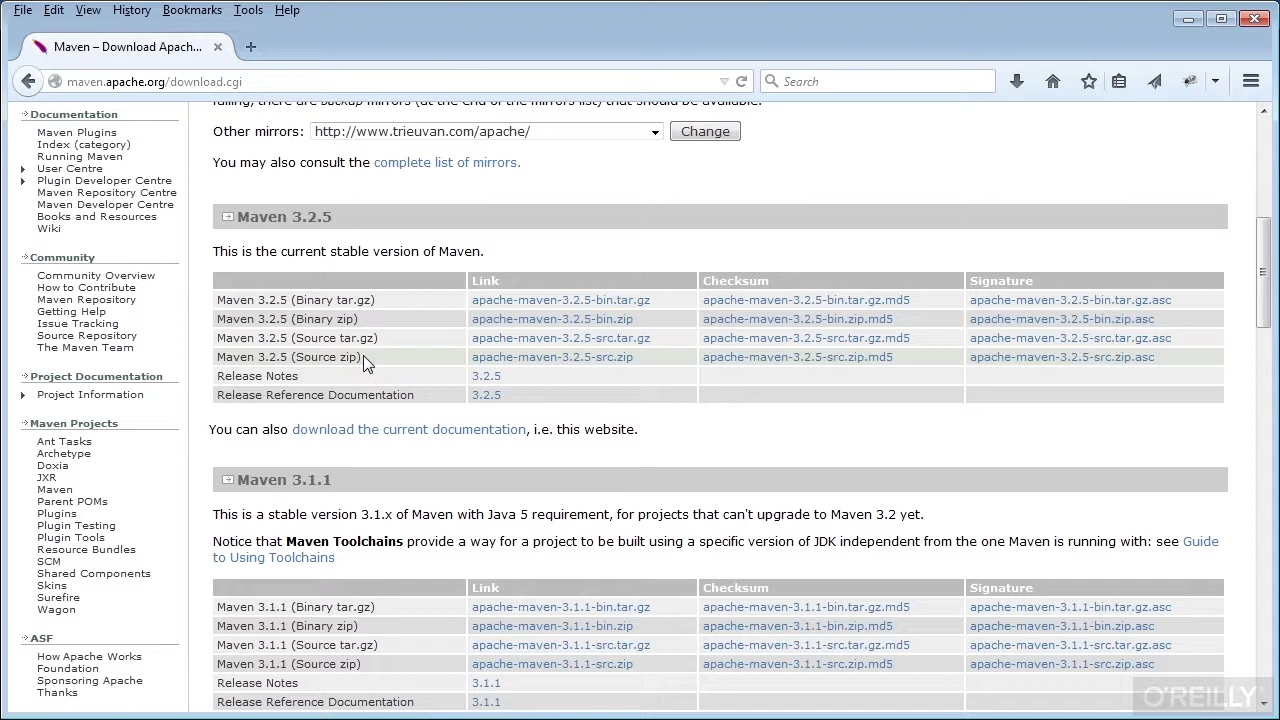 File Edit View History Bookmarks Tools Help
Maven – Download Apach...
maven.apache.org/download.cgi
Search
Documentation
Maven Plugins
Index (category)
Running Maven
User Centre
Plugin Developer Centre
Maven Repository Centre
Maven Developer Centre
Books and Resources
Wiki
Community
Community Overview
How to Contribute
Maven Repository
Getting Help
Issue Tracking
Source Repository
The Maven Team
Project Documentation
Project Information
Maven Projects
Ant Tasks
Archetype
Doxia
JXR
Maven
Parent POMs
Plugins
Plugin Testing
Plugin Tools
Resource Bundles
SCM
Shared Components
Skins
Surefire
Wagon
ASF
How Apache Works
Foundation
Sponsoring Apache
Thanks
failing, there are backup mirrors (at the end of the mirrors list) that should be available.
Other mirrors: http://www.trieuvan.com/apache/ Change
You may also consult the complete list of mirrors.
Maven 3.2.5
This is the current stable version of Maven.
Link Checksum Signature
Maven 3.2.5 (Binary tar.gz) apache-maven-3.2.5-bin.tar.gz apache-maven-3.2.5-bin.tar.gz.md5 apache-maven-3.2.5-bin.tar.gz.asc
Maven 3.2.5 (Binary zip) apache-maven-3.2.5-bin.zip apache-maven-3.2.5-bin.zip.md5 apache-maven-3.2.5-bin.zip.asc
Maven 3.2.5 (Source tar.gz) apache-maven-3.2.5-src.tar.gz apache-maven-3.2.5-src.tar.gz.md5 apache-maven-3.2.5-src.tar.gz.asc
Maven 3.2.5 (Source zip) apache-maven-3.2.5-src.zip apache-maven-3.2.5-src.zip.md5 apache-maven-3.2.5-src.zip.asc
Release Notes 3.2.5
Release Reference Documentation 3.2.5
You can also download the current documentation, i.e. this website.
Maven 3.1.1
This is a stable version 3.1.x of Maven with Java 5 requirement, for projects that can't upgrade to Maven 3.2 yet.
Notice that Maven Toolchains provide a way for a project to be built using a specific version of JDK independent from the one Maven is running with: see Guide
to Using Toolchains
Link Checksum Signature
Maven 3.1.1 (Binary tar.gz) apache-maven-3.1.1-bin.tar.gz apache-maven-3.1.1-bin.tar.gz.md5 apache-maven-3.1.1-bin.tar.gz.asc
Maven 3.1.1 (Binary zip) apache-maven-3.1.1-bin.zip apache-maven-3.1.1-bin.zip.md5 apache-maven-3.1.1-bin.zip.asc
Maven 3.1.1 (Source tar.gz) apache-maven-3.1.1-src.tar.gz apache-maven-3.1.1-src.tar.gz.md5 apache-maven-3.1.1-src.tar.gz.asc
Maven 3.1.1 (Source zip) apache-maven-3.1.1-src.zip apache-maven-3.1.1-src.zip.md5 apache-maven-3.1.1-src.zip.asc
Release Notes 3.1.1
Release Reference Documentation 3.1.1
O'REILLY